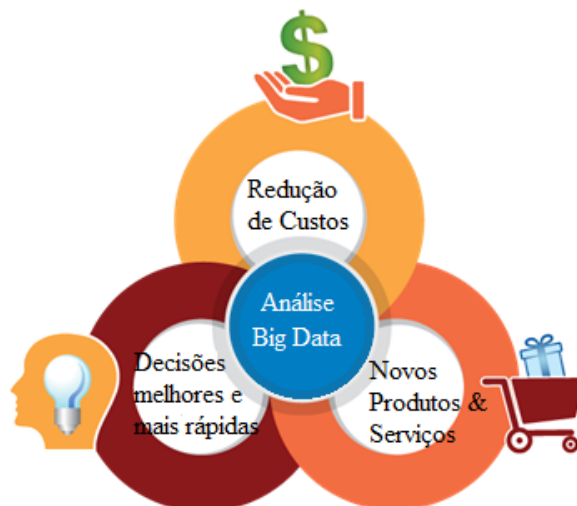 $
Redução
de Custos
Análise
Big Data
Decisões
melhores e
mais rápidas
Novos
Produtos &
Serviços